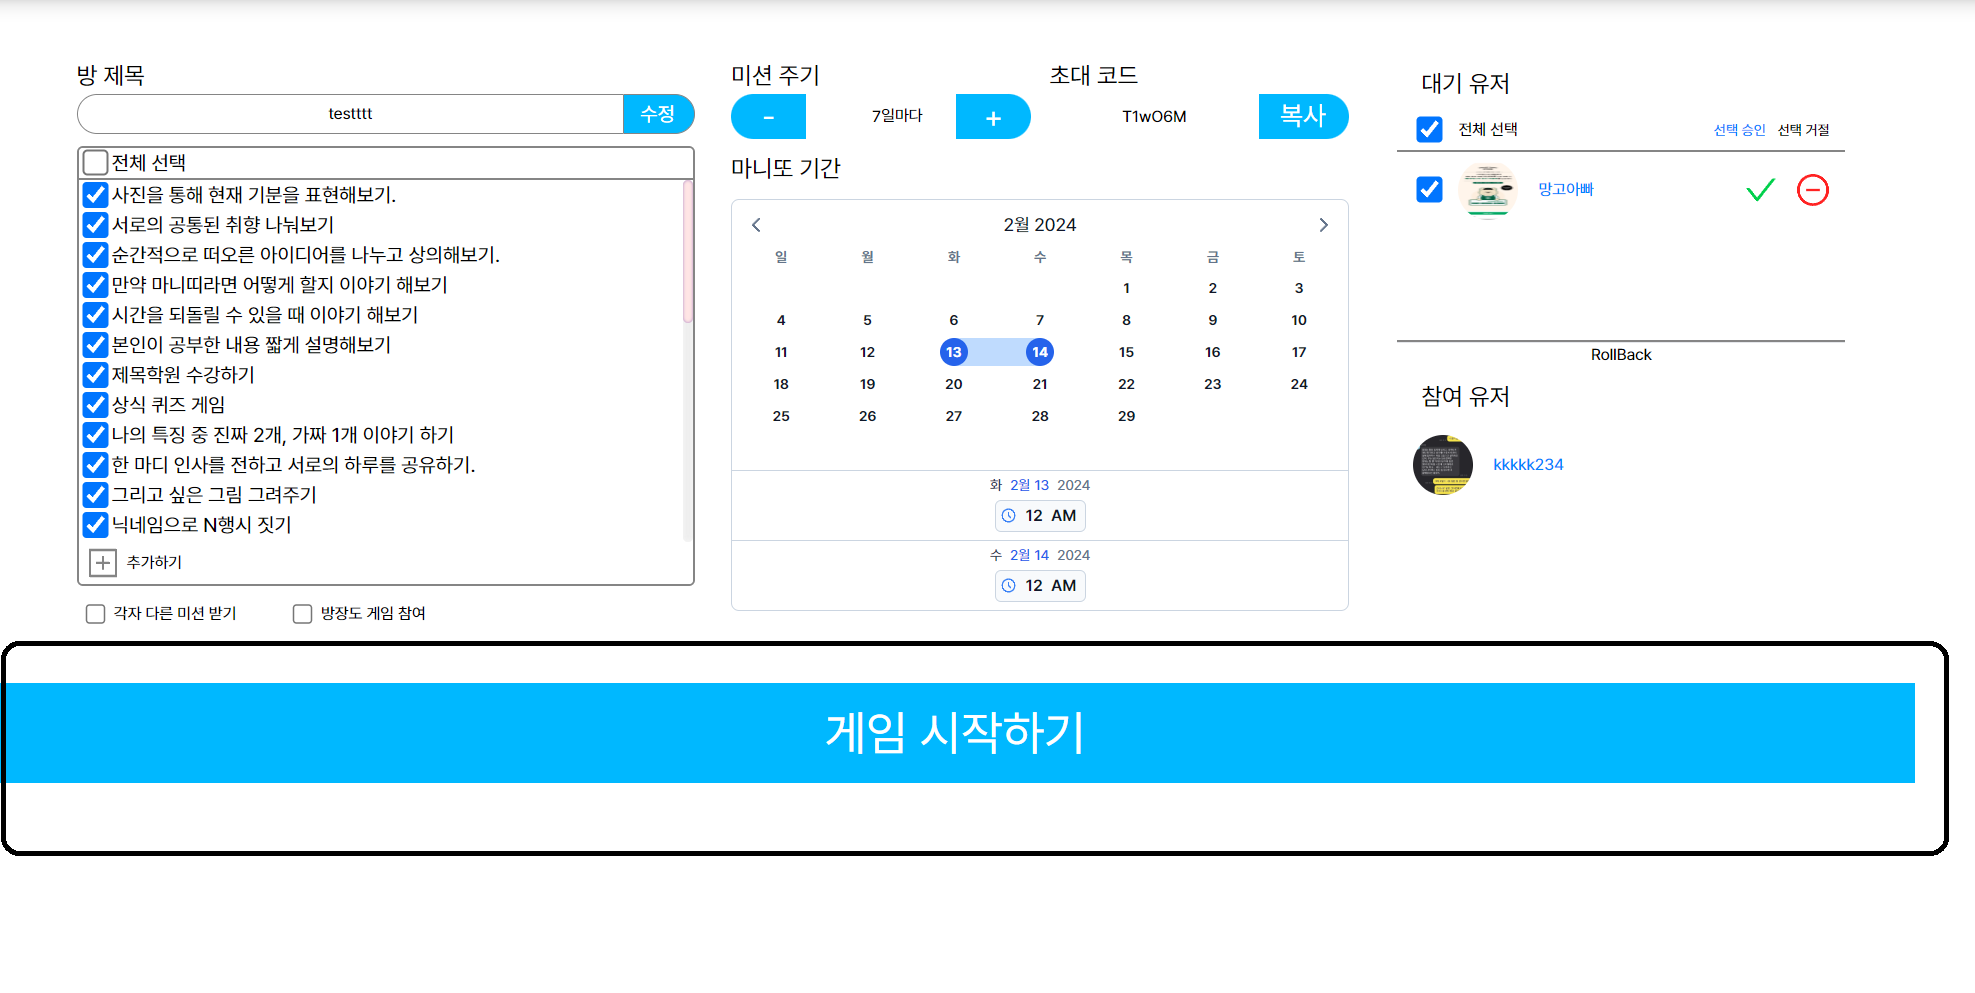 방 제목
testttt
수정
전체 선택
사진을 통해 현재 기분을 표현해보기.
서로의 공통된 취향 나눠보기
순간적으로 떠오른 아이디어를 나누고 상의해보기.
만약 마니띠라면 어떻게 할지 이야기 해보기
시간을 되돌릴 수 있을 때 이야기 해보기
본인이 공부한 내용 짧게 설명해보기
제목학원 수강하기
상식 퀴즈 게임
나의 특징 중 진짜 2개, 가짜 1개 이야기 하기
한 마디 인사를 전하고 서로의 하루를 공유하기.
그리고 싶은 그림 그려주기
닉네임으로 N행시 짓기
추가하기
각자 다른 미션 받기
방장도 게임 참여
미션 주기
- 7일마다 +
초대 코드
T1wO6M
복사
마니또 기간
2월 2024
일 월 화 수 목 금 토
1 2 3
4 5 6 7 8 9 10
11 12 13 14 15 16 17
18 19 20 21 22 23 24
25 26 27 28 29
화 2월 13 2024
12 AM
수 2월 14 2024
12 AM
대기 유저
전체 선택
선택 승인 선택 거절
망고아빠
RollBack
참여 유저
kkkkk234
게임 시작하기